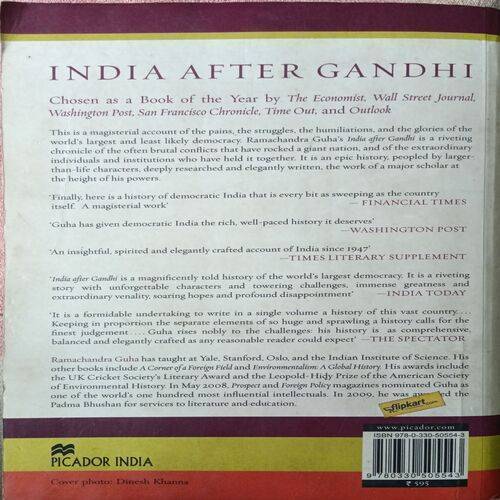 INDIA AFTER GANDHI
Chosen as a Book of the Year by The Economist, Wall Street Journal,
Washington Post, San Francisco Chronicle, Time Out, and Outlook
This is a magisterial account of the pains, the struggles, the humiliations, and the glories of the
world's largest and least likely democracy. Ramachandra Guha's India after Gandhi is a riveting
chronicle of the often brutal conflicts that have rocked a giant nation, and of the extraordinary
individuals and institutions who have held it together. It is an epic history, peopled by larger-
than-life characters, deeply researched and elegantly written, the work of a major scholar at
the height of his powers.
'Finally, here is a history of democratic India that is every bit as sweeping as the country
itself. A magisterial work' — FINANCIAL TIMES
'Guha has given democratic India the rich, well-paced history it deserves'
—WASHINGTON POST
'An insightful, spirited and elegantly crafted account of India since 1947'
—TIMES LITERARY SUPPLEMENT
'India after Gandhi is a magnificently told history of the world's largest democracy. It is a riveting
story with unforgettable characters and towering challenges, immense greatness and
extraordinary venality, soaring hopes and profound disappointment' —INDIA TODAY
'It is a formidable undertaking to write in a single volume a history of this vast country....
Keeping in proportion the separate elements of so huge and sprawling a history calls for the
finest judgement ... Guha rises nobly to the challenges: his history is as comprehensive,
balanced and elegantly crafted as any reasonable reader could expect' —THE SPECTATOR
Ramachandra Guha has taught at Yale, Stanford, Oslo, and the Indian Institute of Science. His
other books include A Corner of a Foreign Field and Environmentalism: A Global History. His awards include
the UK Cricket Society's Literary Award and the Leopold-Hidy Prize of the American Society
of Environmental History. In May 2008, Prospect and Foreign Policy magazines nominated Guha as
one of the world's one hundred most influential intellectuals. In 2009, he was the
Padma Bhushan for services to literature and education.
flipkart.com
www.picador.com
ISBN 978-0-330-50554-3
9 780330 505543
₹ 595
PICADOR INDIA
Cover photo: Dinesh Khanna